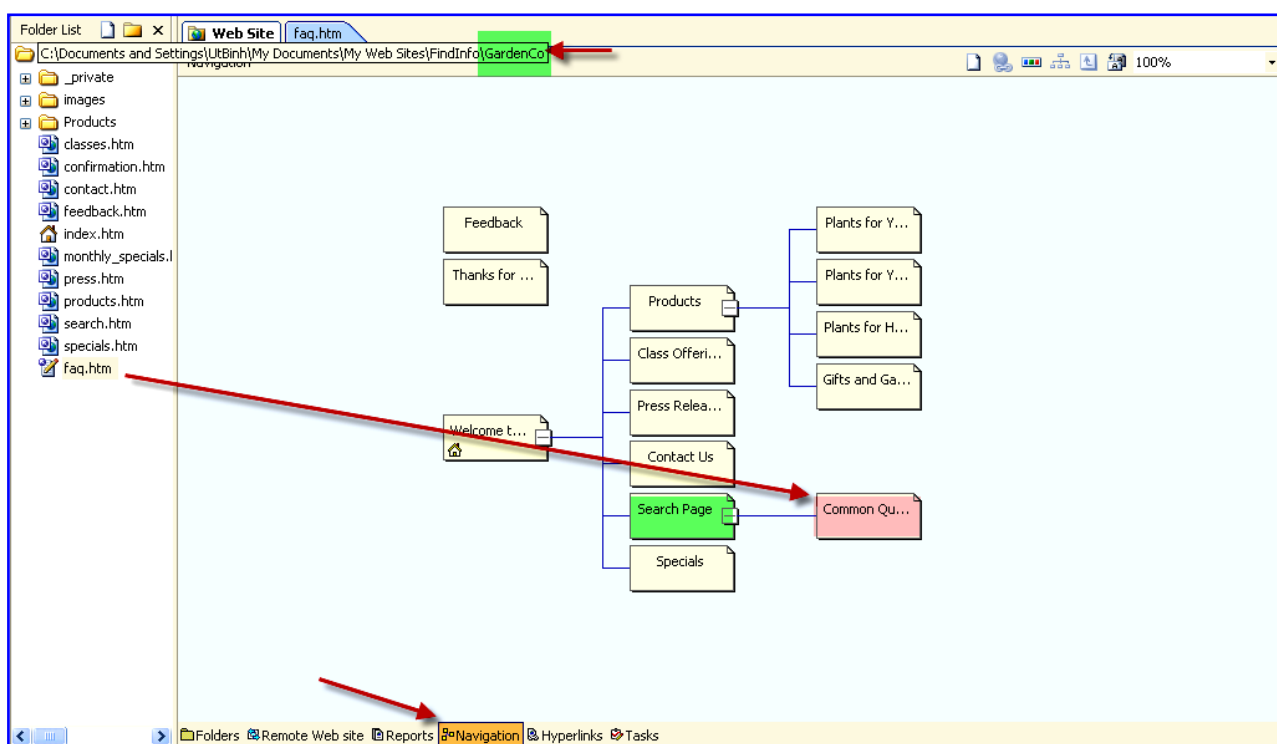 Folder List
Web Site
faq.htm
C:\Documents and Settings\UtBinh\My Documents\My Web Sites\FindInfo\GardenCo
Navigation
100%
_private
images
Products
classes.htm
confirmation.htm
contact.htm
feedback.htm
index.htm
monthly_specials.
press.htm
products.htm
search.htm
specials.htm
faq.htm
Feedback
Thanks for ...
Welcome t...
Products
Class Offeri...
Press Relea...
Contact Us
Search Page
Specials
Plants for Y...
Plants for Y...
Plants for H...
Gifts and Ga...
Common Qu...
Folders Remote Web site Reports Navigation Hyperlinks Tasks